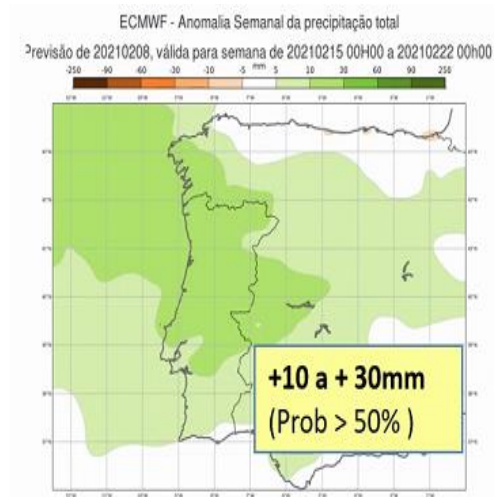 ECMWF - Anomalia Semanal da precipitação total
Previsão de 20210208, válida para semana de 20210215 00H00 a 20210222 00h00
mm
-250 -90 -60 -30 -10 -5 5 10 30 60 90 250
+10 a + 30mm
(Prob > 50% )